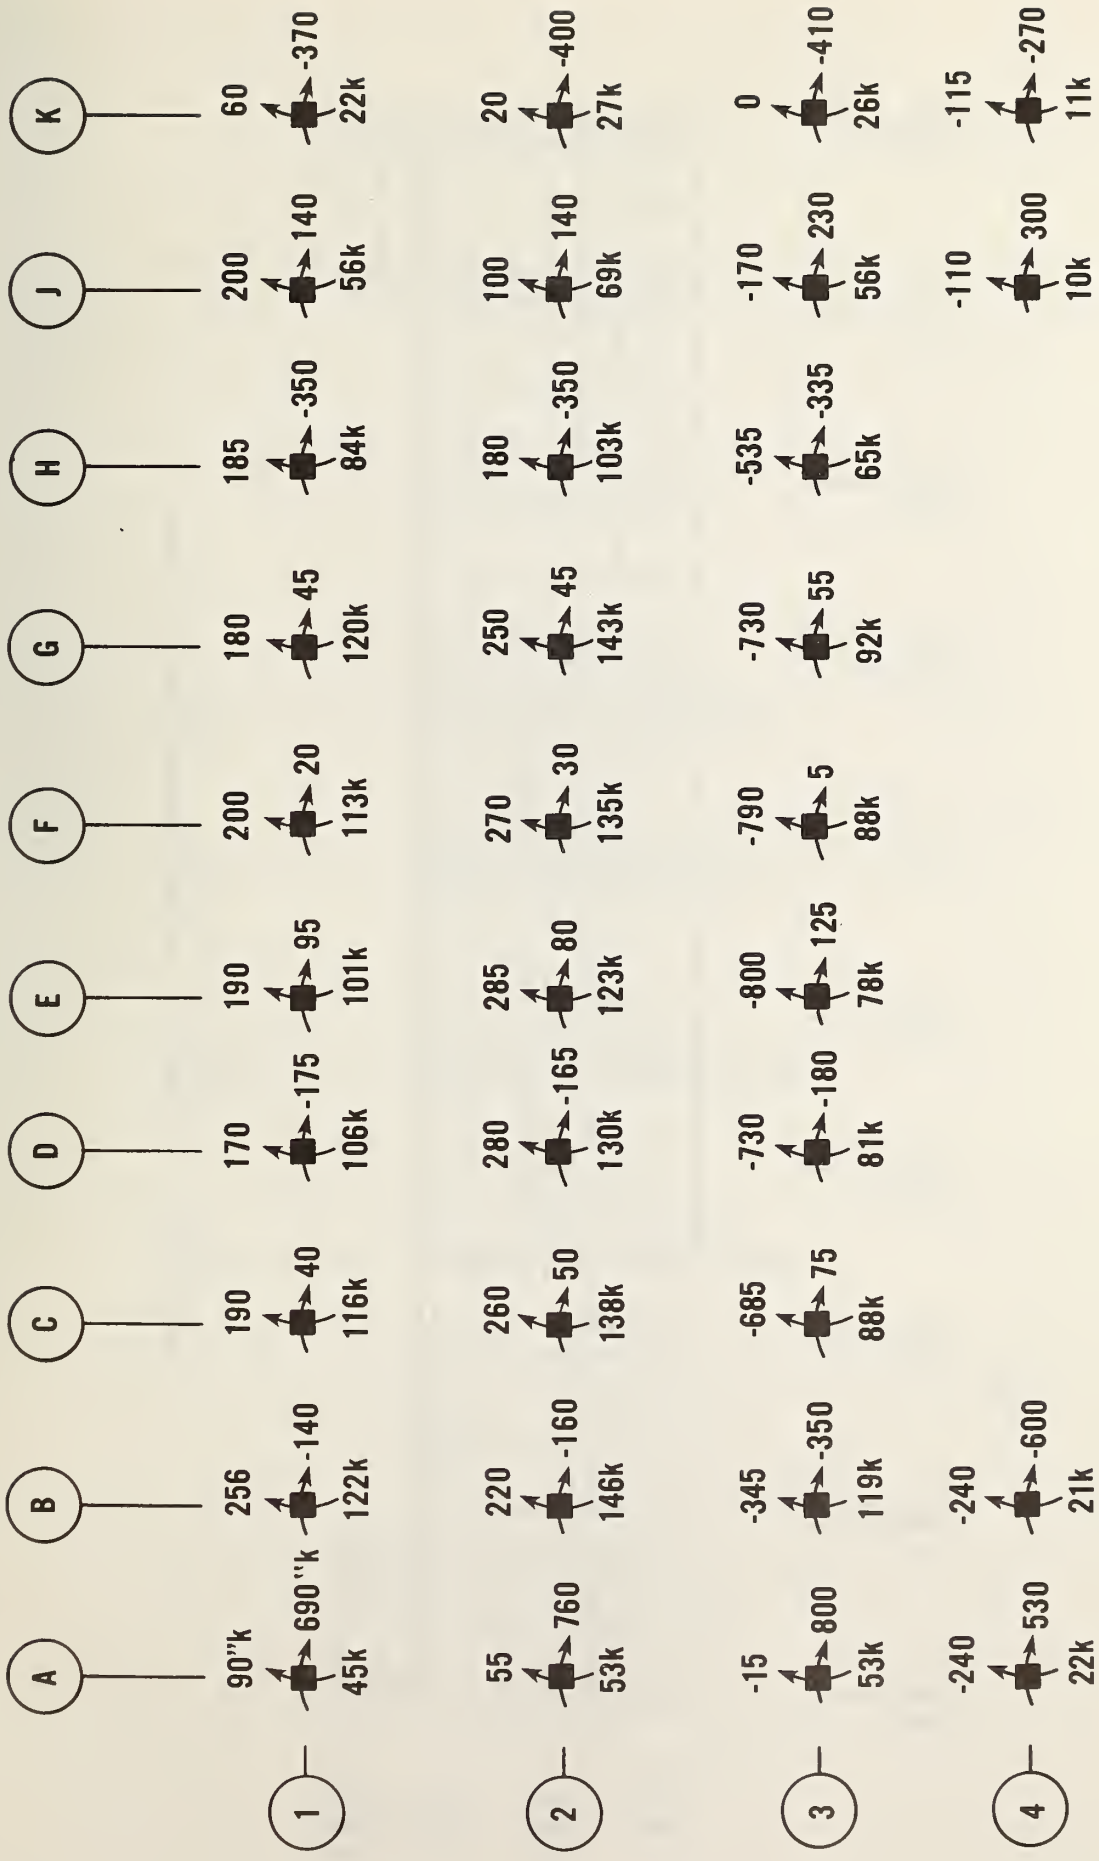 A B C D E F G H J K
90"k 256 190 170 190 200 180 185 200 60
1 690"k -140 40 -175 95 20 45 -350 140 -370
45k 122k 116k 106k 101k 113k 120k 84k 56k 22k
55 220 260 280 285 270 250 180 100 20
2 760 -160 50 -165 80 30 45 -350 140 -400
53k 146k 138k 130k 123k 135k 143k 103k 69k 27k
-15 -345 -685 -730 -800 -790 -730 -535 -170 0
3 800 -350 75 -180 125 5 55 -335 230 -410
53k 119k 88k 81k 78k 88k 92k 65k 56k 26k
-240 -240 -110 -115
4 530 -600 300 -270
22k 21k 10k 11k